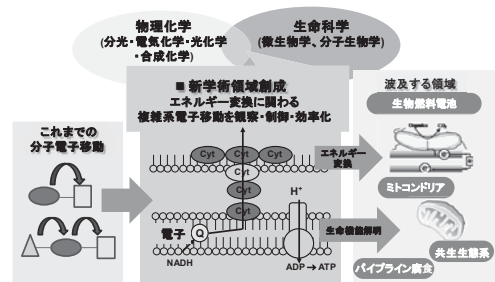 物理化学
(分光・電気化学・光化学
・合成化学)
生命科学
(微生物学、分子生物学)
■ 新学術領域創成
エネルギー変換に関わる
複雑系電子移動を観察・制御・効率化
これまでの
分子電子移動
Cyt
Cyt
Cyt
Cyt
Cyt
Cyt
電子
Q
NADH
H+
ADP → ATP
エネルギー
変換
生命機能解明
波及する領域
生物燃料電池
ミトコンドリア
共生生態系
パイプライン腐食